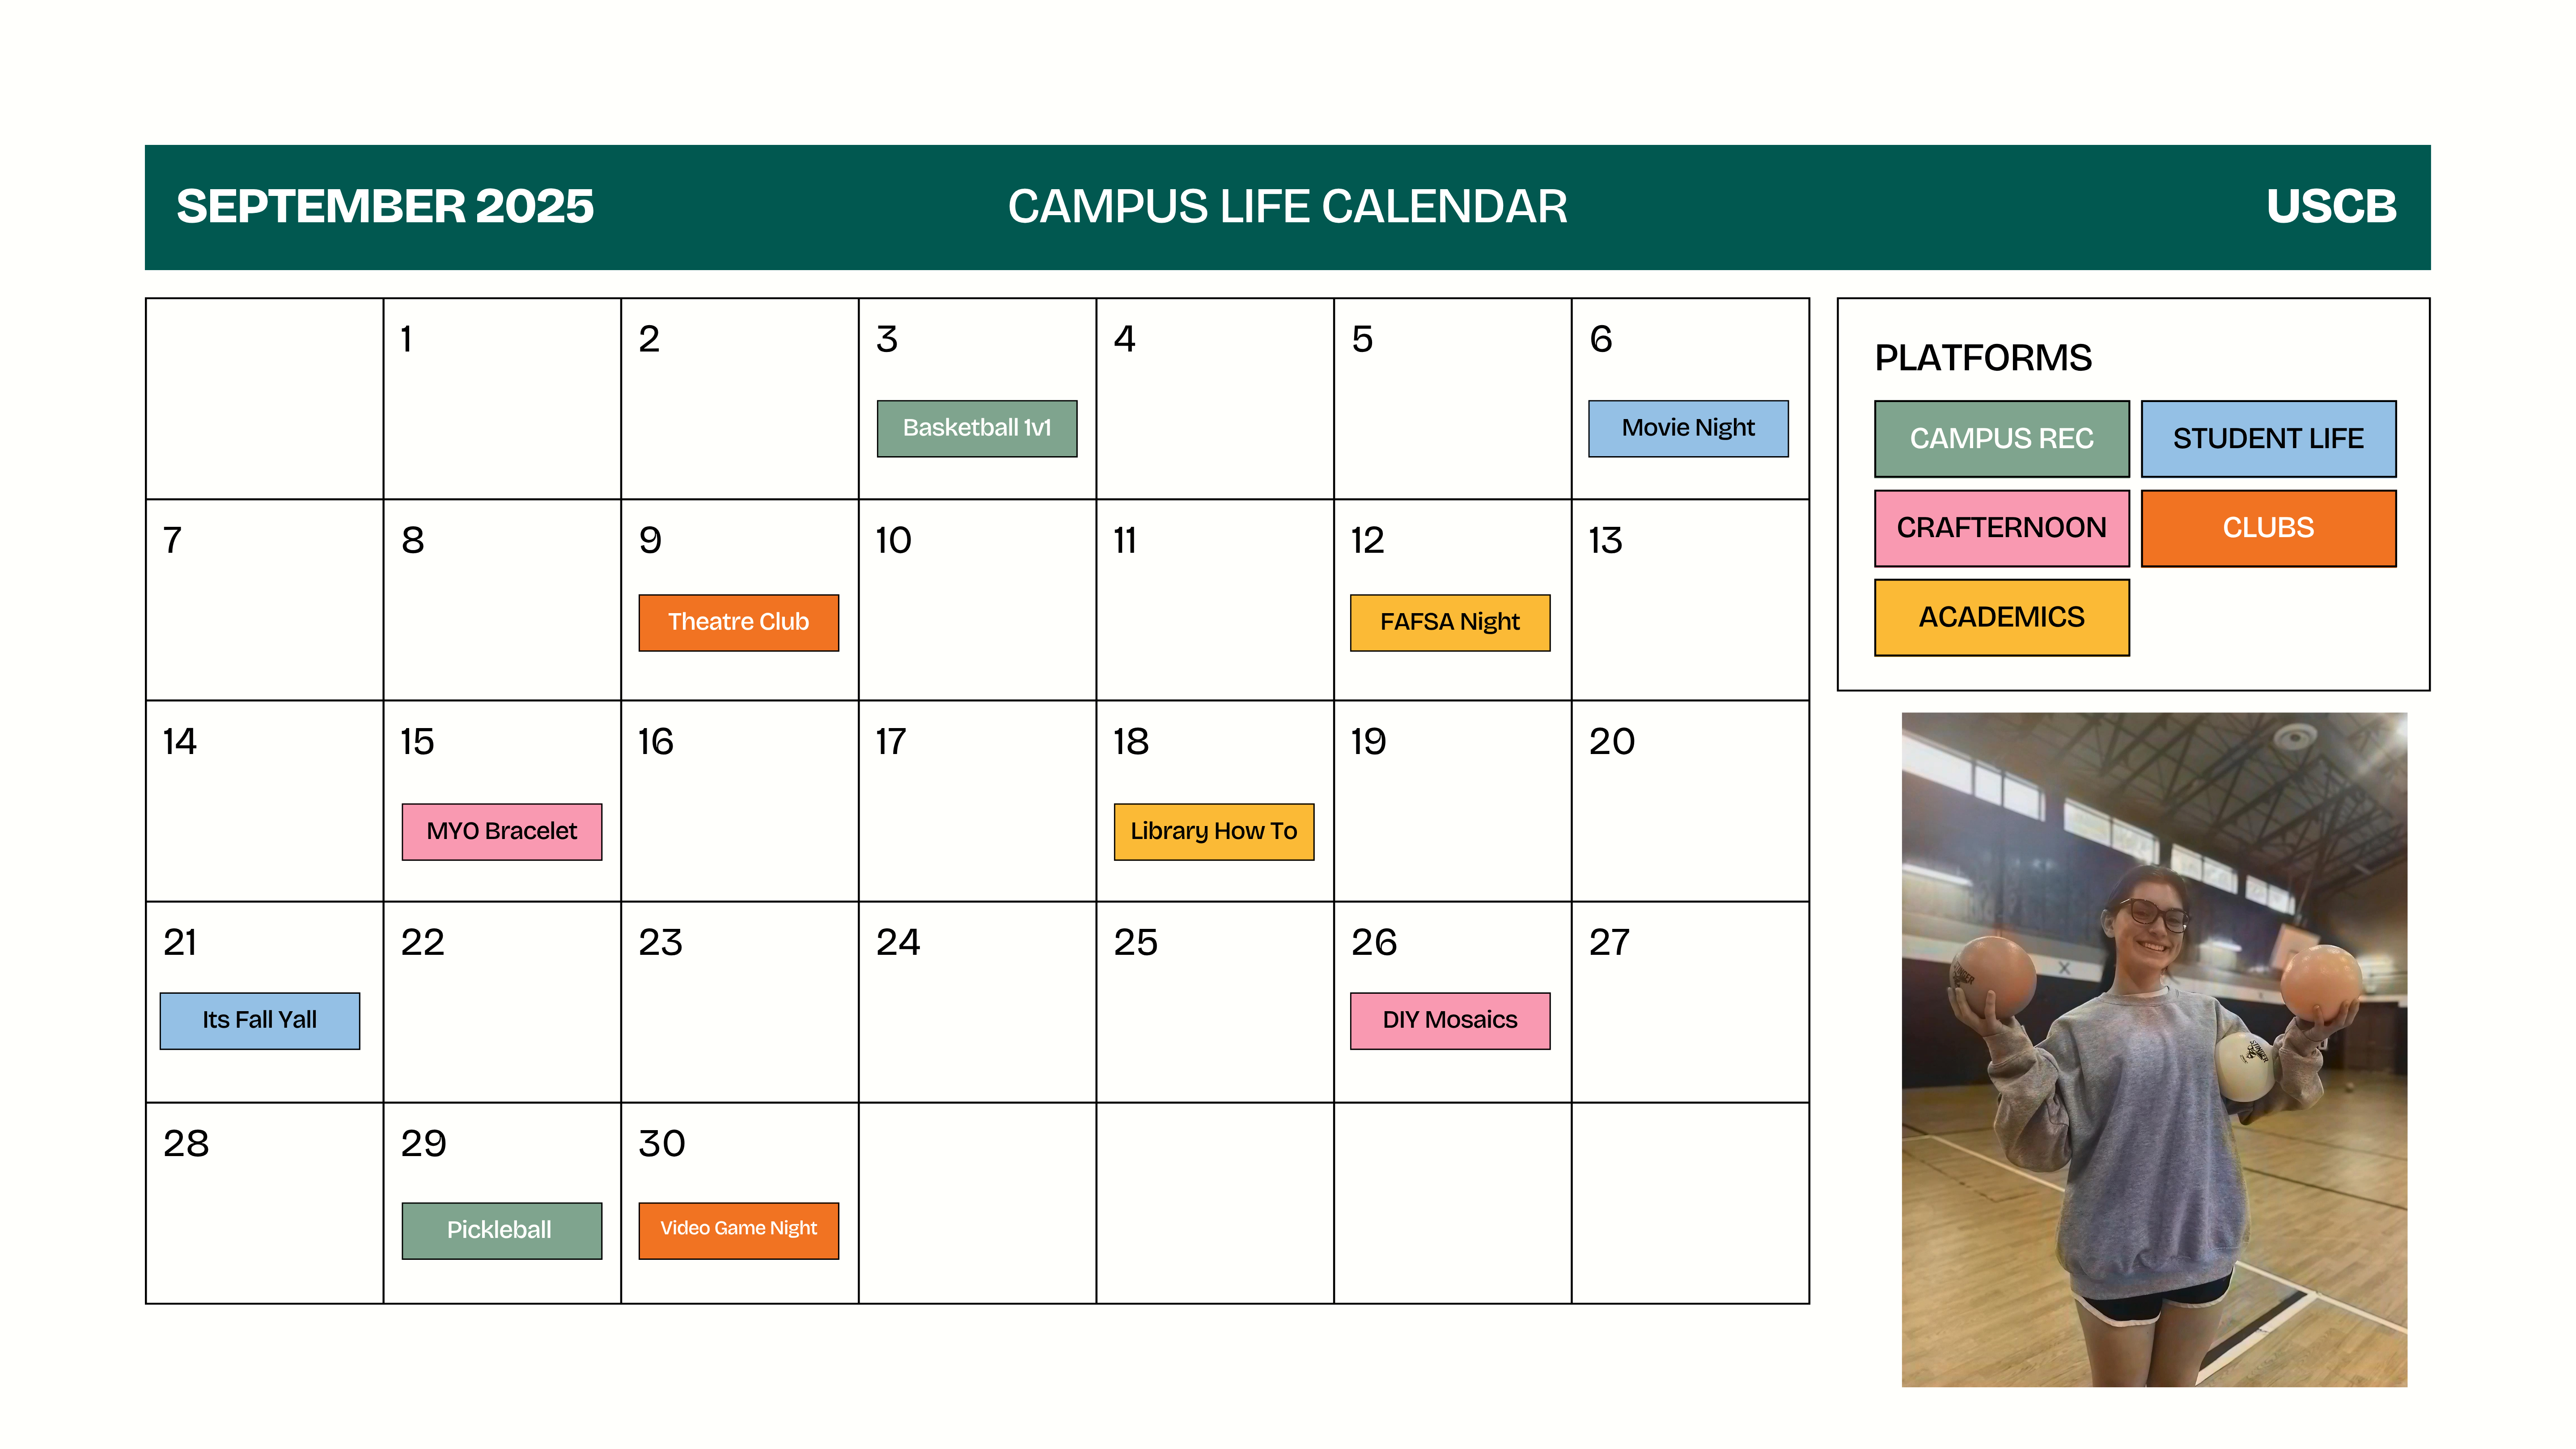 SEPTEMBER 2025 CAMPUS LIFE CALENDAR USCB
1 2 3 4 5 6
Basketball 1v1 Movie Night
7 8 9 10 11 12 13
Theatre Club FAFSA Night
14 15 16 17 18 19 20
MYO Bracelet Library How To
21 22 23 24 25 26 27
Its Fall Yall DIY Mosaics
28 29 30
Pickleball Video Game Night
PLATFORMS
CAMPUS REC STUDENT LIFE
CRAFTERNOON CLUBS
ACADEMICS